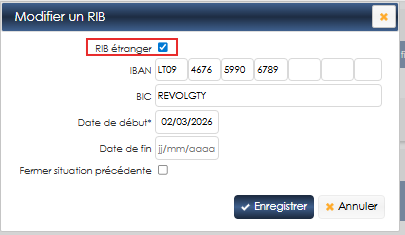 Modifier un RIB
RIB étranger
IBAN LT09 4676 5990 6789
BIC REVOLGTY
Date de début* 02/03/2026
Date de fin jj/mm/aaaa
Fermer situation précédente
Enregistrer Annuler